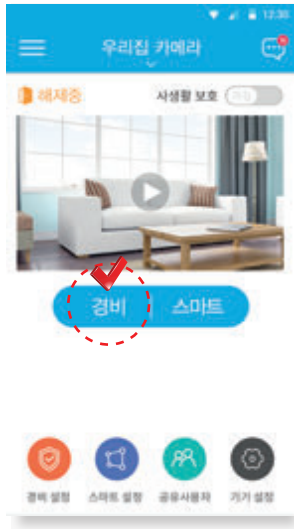 12:30
우리집 카메라
해제중 사생활 보호
경비 스마트
경비 설정 스마트 설정 공유사용자 기기 설정